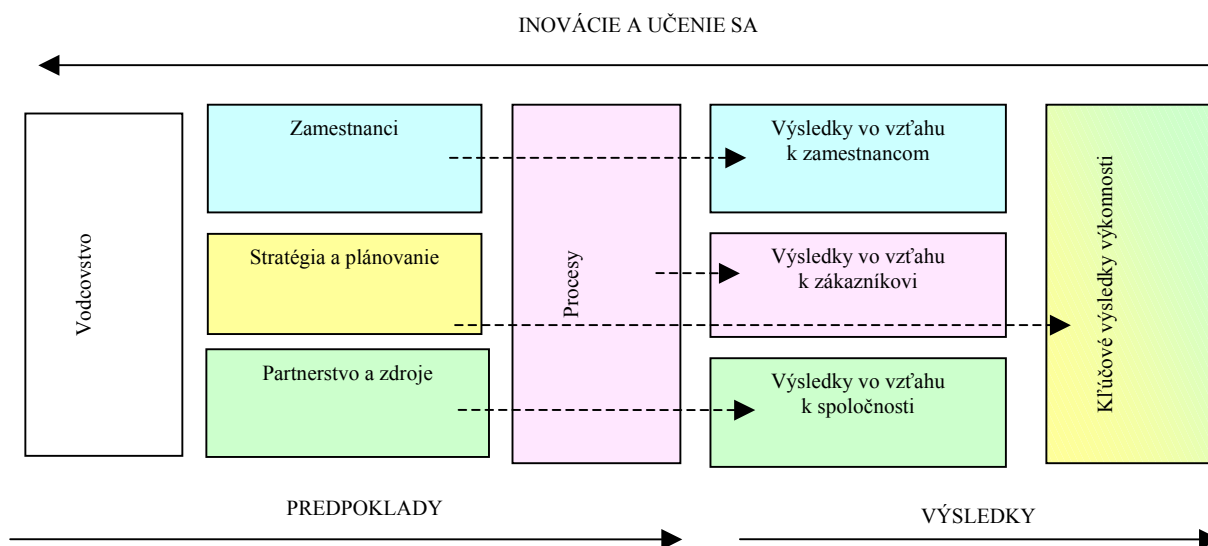 INOVÁCIE A UČENIE SA
Vodcovstvo
Zamestnanci
Stratégia a plánovanie
Partnerstvo a zdroje
Procesy
Výsledky vo vzťahu
k zamestnancom
Výsledky vo vzťahu
k zákazníkovi
Výsledky vo vzťahu
k spoločnosti
Kľúčové výsledky výkonnosti
PREDPOKLADY
VÝSLEDKY